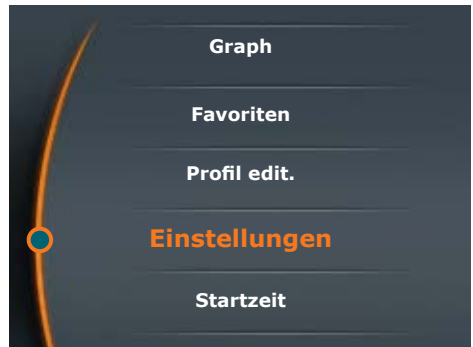 Graph
Favoriten
Profil edit.
Einstellungen
Startzeit